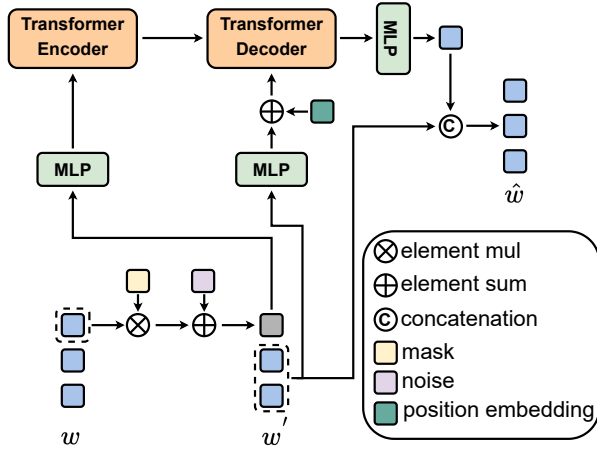 Transformer
Encoder
Transformer
Decoder
MLP
C
MLP
MLP
ŵ
element mul
element sum
C concatenation
mask
noise
position embedding
w
w′